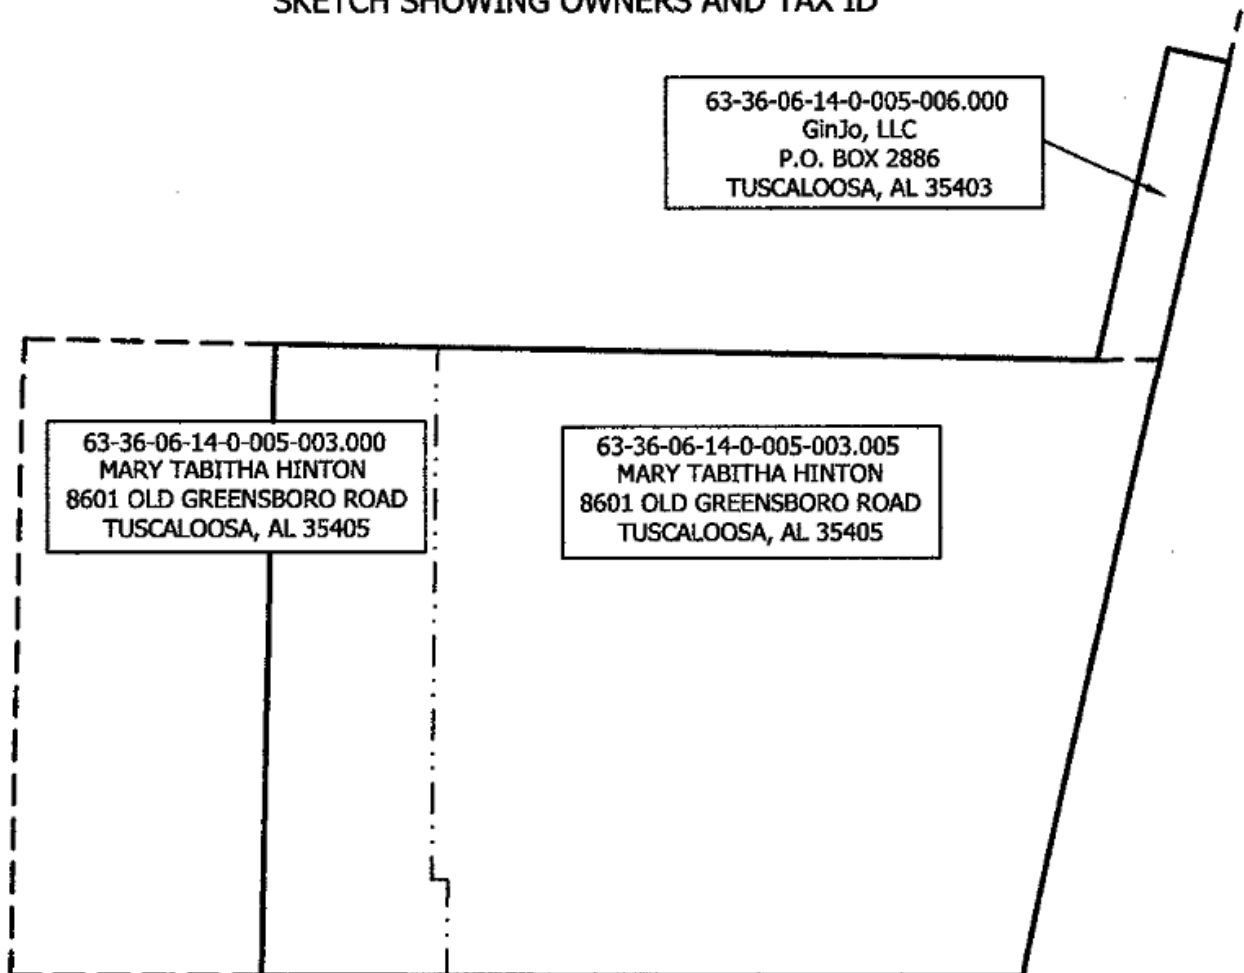 SKETCH SHOWING OWNERS AND TAX ID
63-36-06-14-0-005-006.000
GinJo, LLC
P.O. BOX 2886
TUSCALOOSA, AL 35403
63-36-06-14-0-005-003.000
MARY TABITHA HINTON
8601 OLD GREENSBORO ROAD
TUSCALOOSA, AL 35405
63-36-06-14-0-005-003.005
MARY TABITHA HINTON
8601 OLD GREENSBORO ROAD
TUSCALOOSA, AL 35405